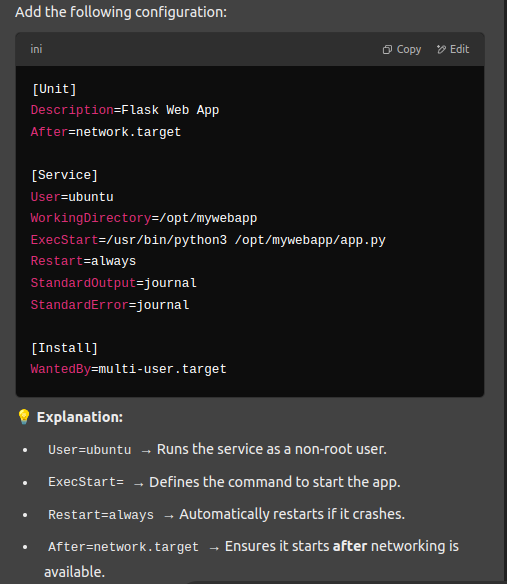 Add the following configuration:
ini Copy Edit
[Unit]
Description=Flask Web App
After=network.target
[Service]
User=ubuntu
WorkingDirectory=/opt/mywebapp
ExecStart=/usr/bin/python3 /opt/mywebapp/app.py
Restart=always
StandardOutput=journal
StandardError=journal
[Install]
WantedBy=multi-user.target
💡 Explanation:
• User=ubuntu → Runs the service as a non-root user.
• ExecStart= → Defines the command to start the app.
• Restart=always → Automatically restarts if it crashes.
• After=network.target → Ensures it starts after networking is
available.